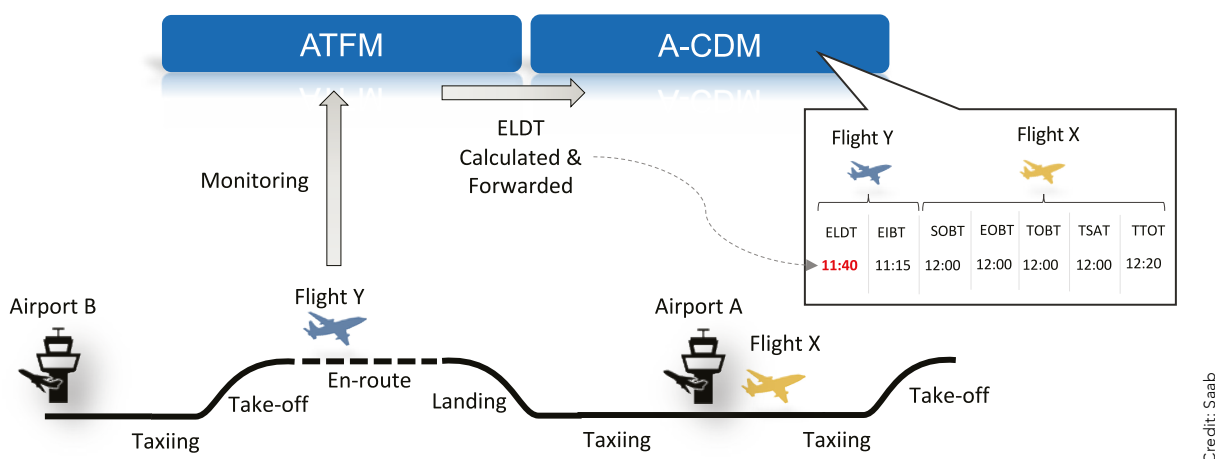 ATFM
A-CDM
ELDT
Calculated &
Forwarded
Monitoring
Flight Y
Flight X
ELDT EIBT SOBT EOBT TOBT TSAT TTOT
11:40 11:15 12:00 12:00 12:00 12:00 12:20
Airport B
Flight Y
Airport A
Flight X
En-route
Take-off
Landing
Take-off
Taxiing
Taxiing
Taxiing
Credit: Saab